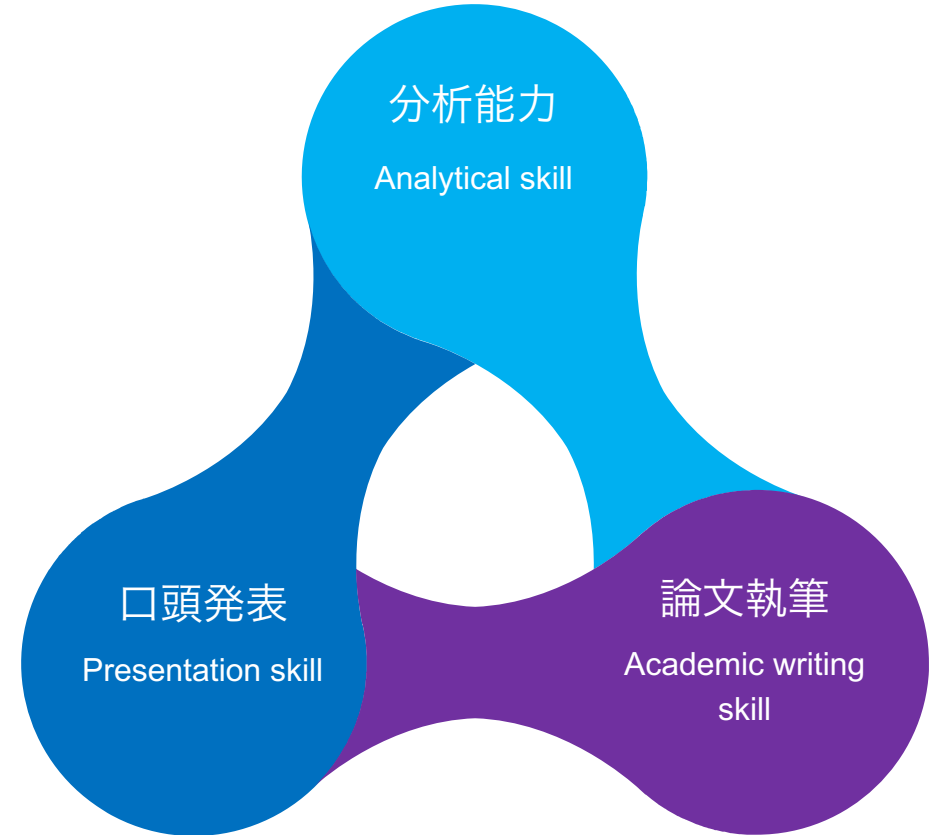 分析能力
Analytical skill
口頭発表
Presentation skill
論文執筆
Academic writing
skill